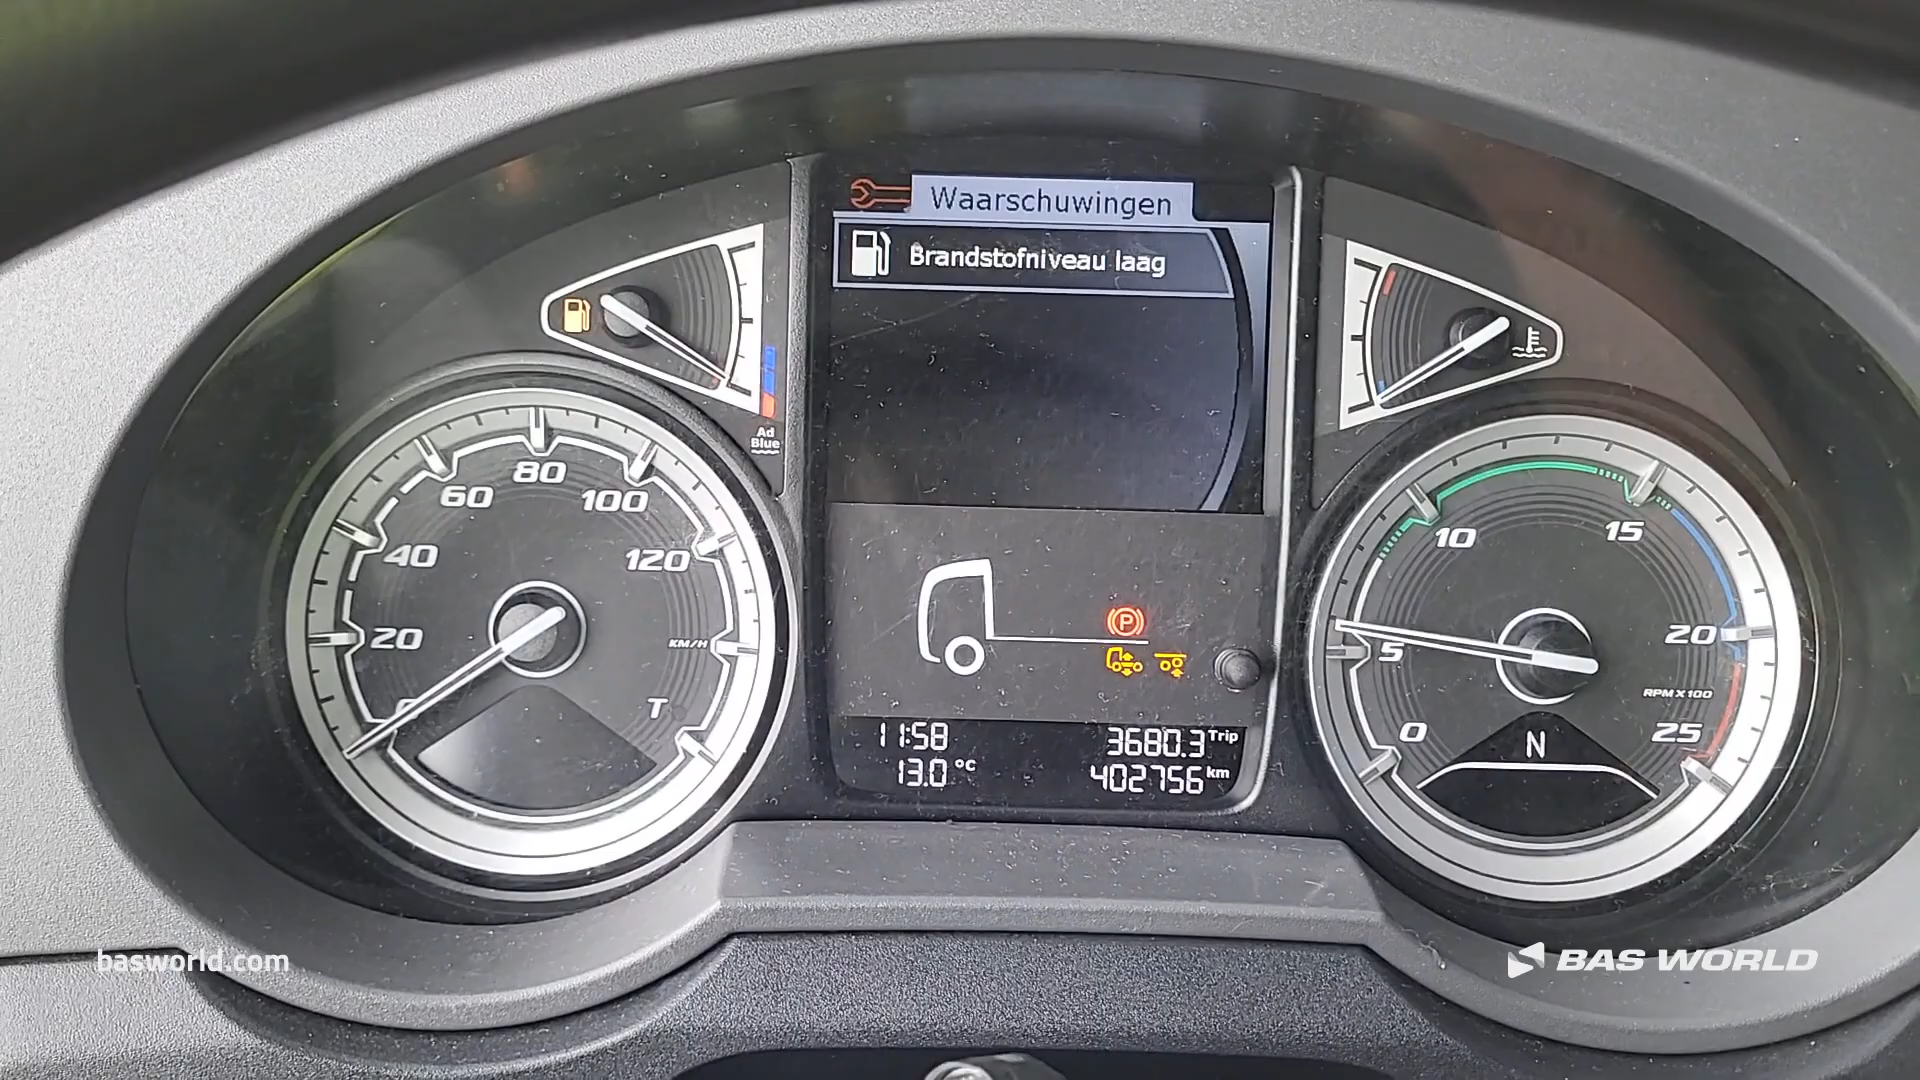 Waarschuwingen
Brandstofniveau laag
Ad
Blue
80
60
100
40
120
20
KM/H
0
T
P
10
15
5
20
RPM X 100
0
25
N
11:58
3680.3 Trip
13.0 °C
402756 km
basworld.com
BAS WORLD